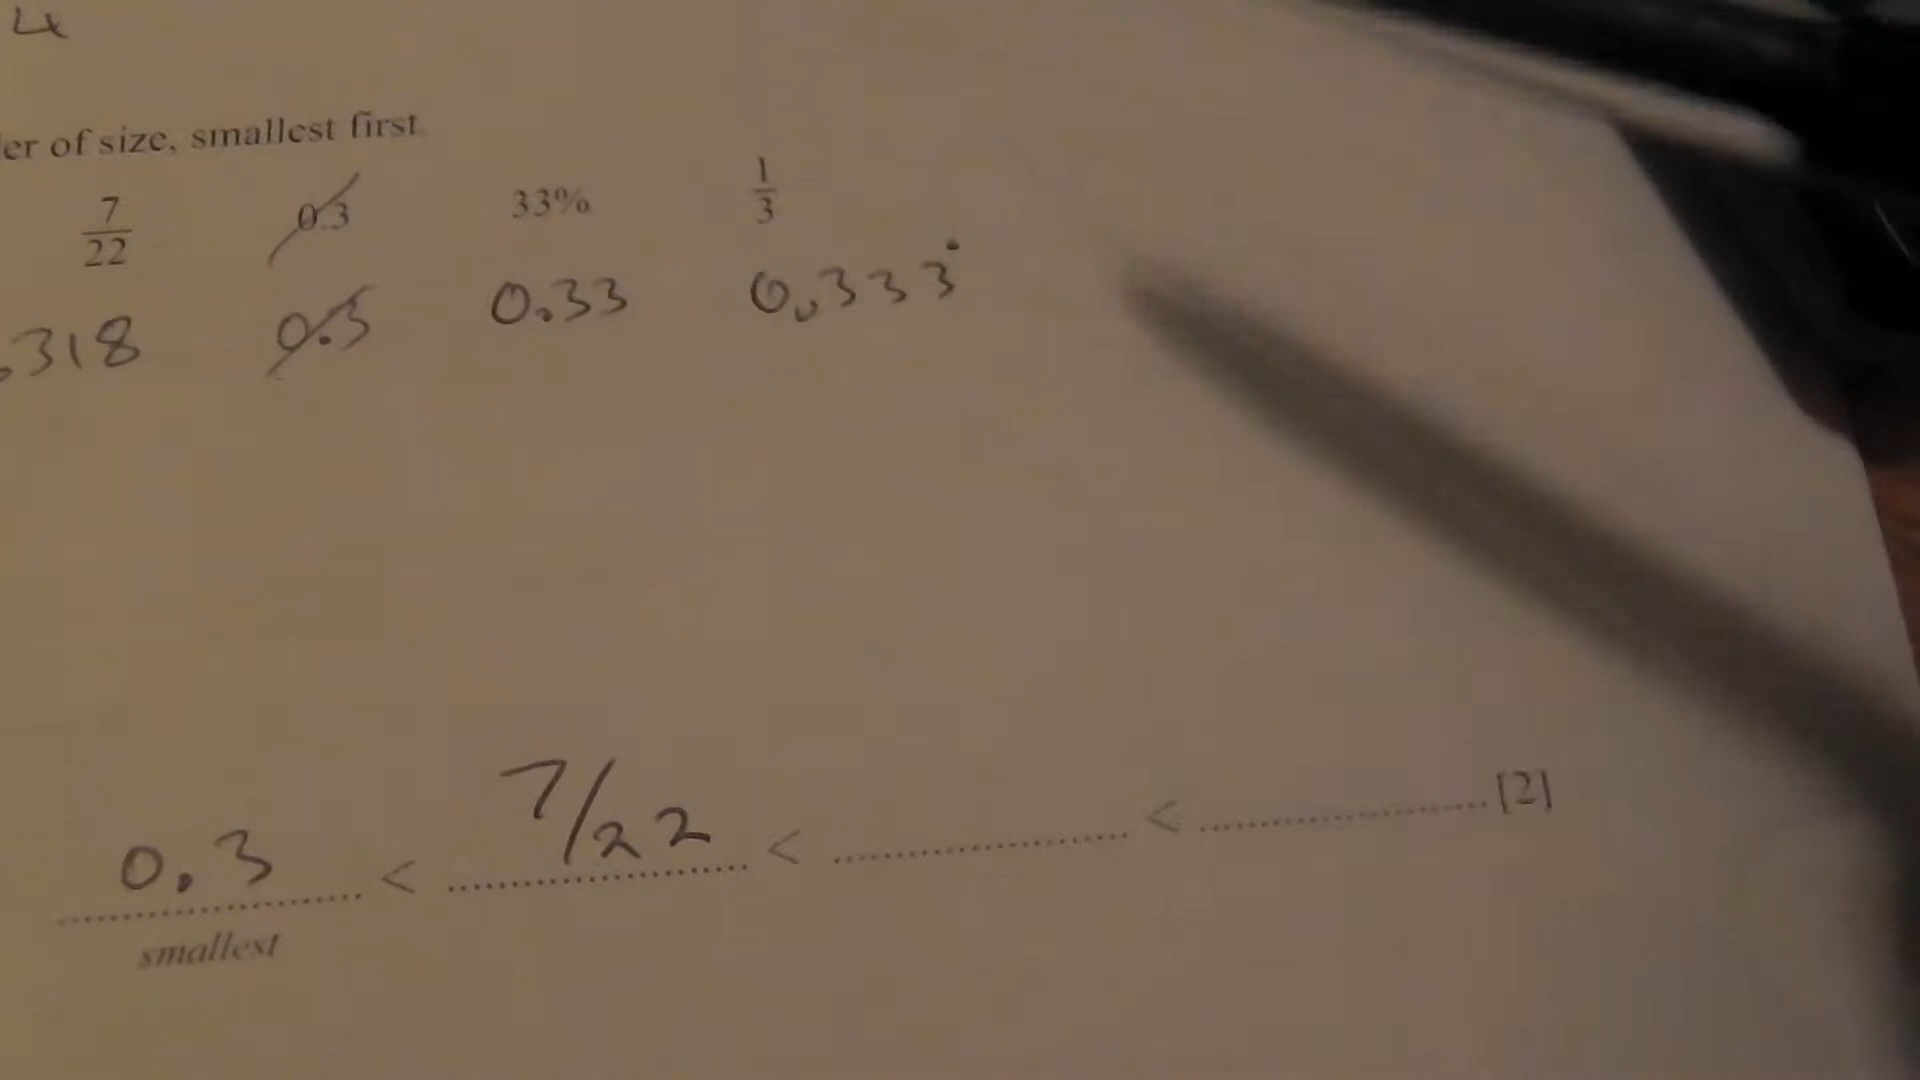 4
er of size, smallest first
7/22 0.3 33% 1/3
.318 0.3 0.33 0.333̇
0.3 < 7/22 < .................... < .................... [2]
smallest